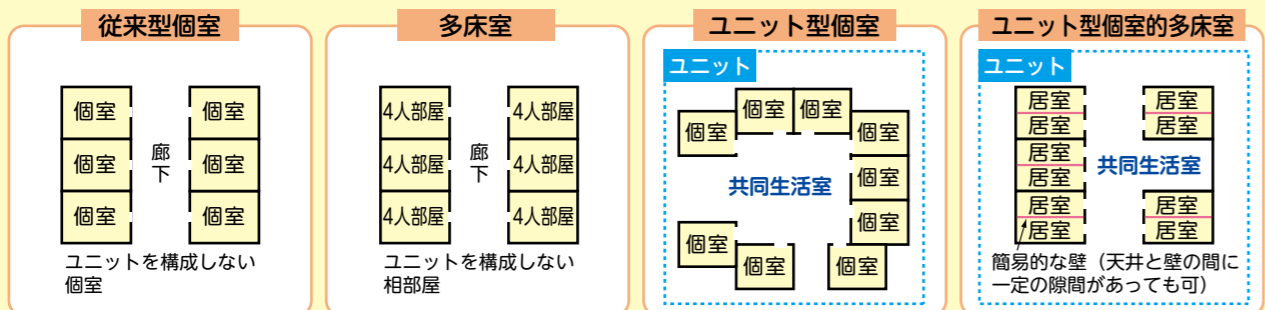 従来型個室
個室
個室
個室
廊下
個室
個室
個室
ユニットを構成しない
個室
多床室
4人部屋
4人部屋
4人部屋
廊下
4人部屋
4人部屋
4人部屋
ユニットを構成しない
相部屋
ユニット型個室
ユニット
個室
個室
個室
個室
個室
個室
共同生活室
個室
個室
個室
ユニット型個室的多床室
ユニット
居室
居室
居室
居室
居室
居室
共同生活室
居室
居室
居室
居室
簡易的な壁（天井と壁の間に
一定の隙間があっても可）